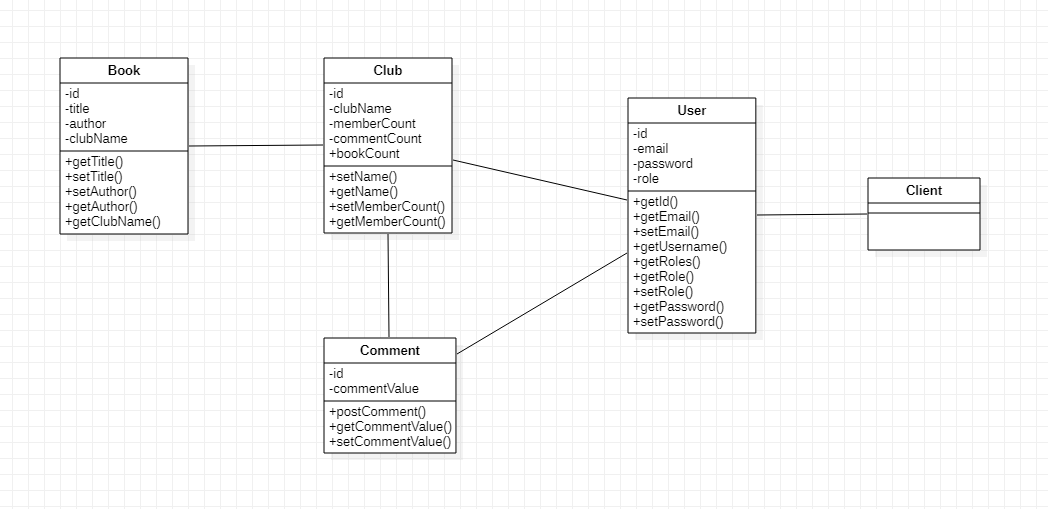 Book
-id
-title
-author
-clubName
+getTitle()
+setTitle()
+setAuthor()
+getAuthor()
+getClubName()
Club
-id
-clubName
-memberCount
-commentCount
+bookCount
+setName()
+getName()
+setMemberCount()
+getMemberCount()
User
-id
-email
-password
-role
+getId()
+getEmail()
+setEmail()
+getUsername()
+getRoles()
+getRole()
+setRole()
+getPassword()
+setPassword()
Client
Comment
-id
-commentValue
+postComment()
+getCommentValue()
+setCommentValue()